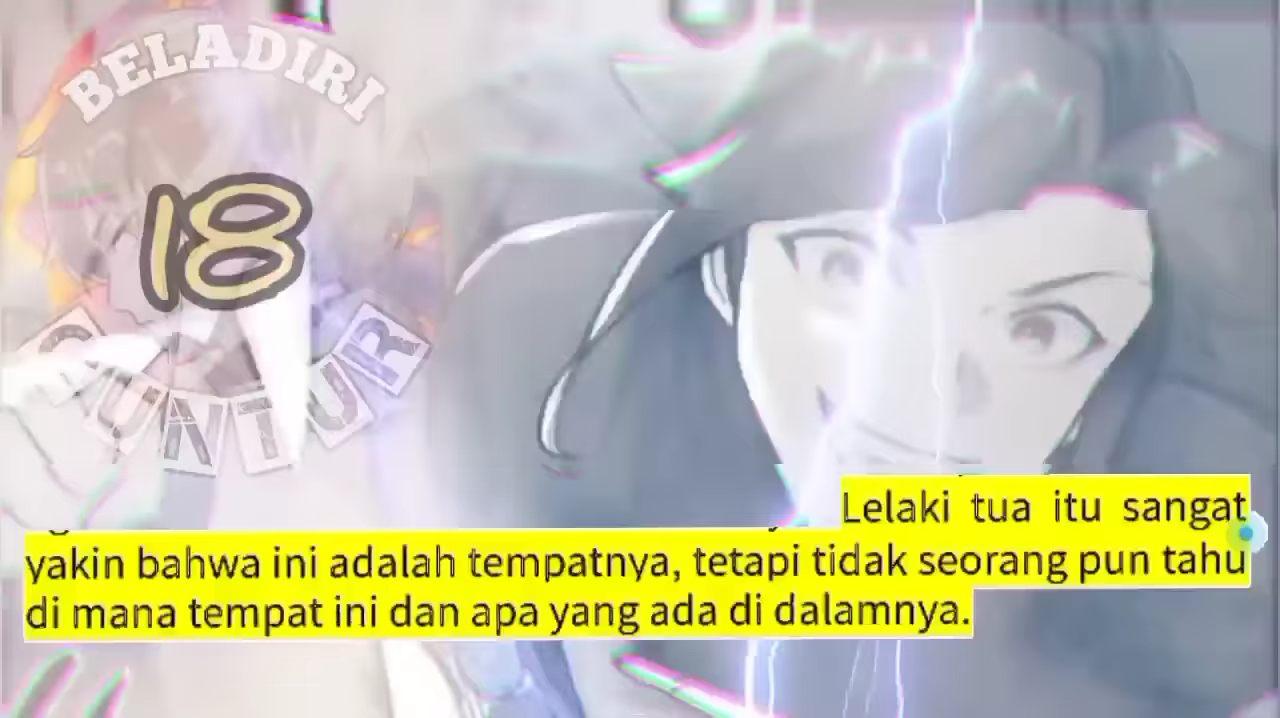 BELADIRI
18
GUNTUR
Lelaki tua itu sangat
yakin bahwa ini adalah tempatnya, tetapi tidak seorang pun tahu
di mana tempat ini dan apa yang ada di dalamnya.